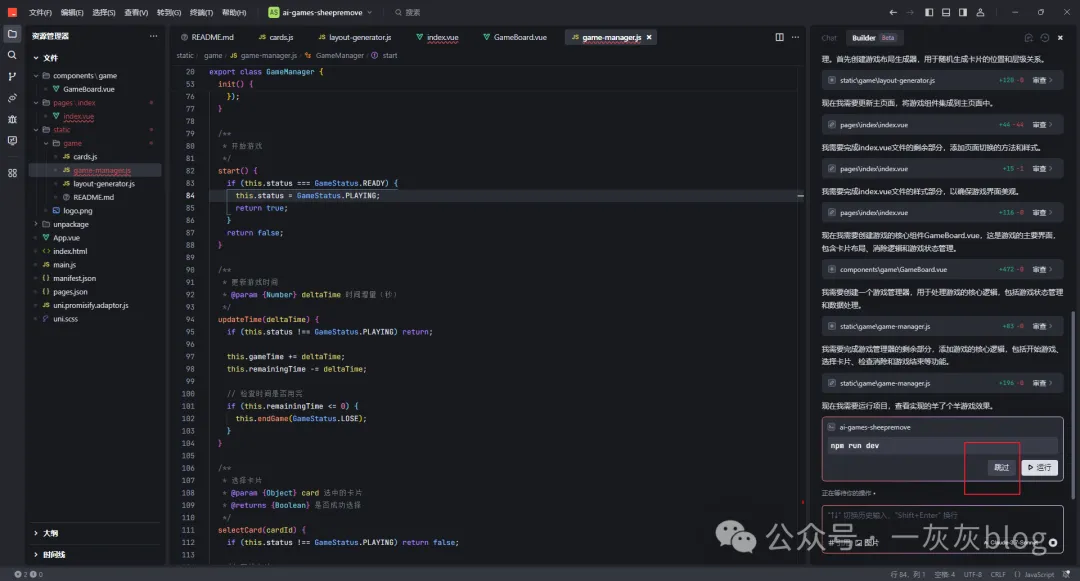 文件(F) 编辑(E) 选择(S) 查看(V) 转到(G) 终端(T) 帮助(H) AS ai-games-sheepremove 搜索
资源管理器
文件
components\game
GameBoard.vue
pages\index
index.vue
static
game
JS cards.js
JS game-manager.js
JS layout-generator.js
README.md
logo.png
unpackage
App.vue
index.html
JS main.js
{} manifest.json
{} pages.json
JS uni.promisify.adaptor.js
uni.scss
大纲
时间线
README.md JS cards.js JS layout-generator.js index.vue GameBoard.vue JS game-manager.js
static game JS game-manager.js GameManager start
20 export class GameManager {
53 init() {
76 });
77 }
78
79 /**
80 * 开始游戏
81 */
82 start() {
83 if (this.status === GameStatus.READY) {
84 this.status = GameStatus.PLAYING;
85 return true;
86 }
87 return false;
88 }
89
90 /**
91 * 更新游戏时间
92 * @param {Number} deltaTime 时间增量（秒）
93 */
94 updateTime(deltaTime) {
95 if (this.status !== GameStatus.PLAYING) return;
96
97 this.gameTime += deltaTime;
98 this.remainingTime -= deltaTime;
99
100 // 检查时间是否用完
101 if (this.remainingTime <= 0) {
102 this.endGame(GameStatus.LOSE);
103 }
104 }
105
106 /**
107 * 选择卡片
108 * @param {Object} card 选中的卡片
109 * @returns {Boolean} 是否成功选择
110 */
111 selectCard(cardId) {
112 if (this.status !== GameStatus.PLAYING) return false;
113
Chat Builder Beta
理。首先创建游戏布局生成器，用于随机生成卡片的位置和层级关系。
static\game\layout-generator.js +120 -0 审查
现在我需要更新主页面，将游戏组件集成到主页面中。
pages\index\index.vue +46 -44 审查
我需要完成index.vue文件的剩余部分，添加页面切换的方法和样式。
pages\index\index.vue +15 -1 审查
我需要完成index.vue文件的样式部分，以确保游戏界面美观。
pages\index\index.vue +116 -0 审查
现在我需要创建游戏的核心组件GameBoard.vue，这是游戏的主要界面，
包含卡片布局、消除逻辑和游戏状态管理。
components\game\GameBoard.vue +472 -0 审查
我需要创建一个游戏管理器，用于处理游戏的核心逻辑，包括游戏状态管理
和数据处理。
static\game\game-manager.js +83 -0 审查
我需要完成游戏管理器的剩余部分，添加游戏的核心逻辑，包括开始游戏、
选择卡片、检查消除和游戏结束等功能。
static\game\game-manager.js +196 -0 审查
现在我需要运行项目，查看实现的羊了个羊游戏效果。
ai-games-sheepremove
npm run dev
跳过 运行
正在等待你的操作
"↑↓" 切换历史输入，"Shift+Enter" 换行
图片
公众号 一灰灰blog
2 0
行 84，列 1 空格: 4 UTF-8 CRLF {} JavaScript